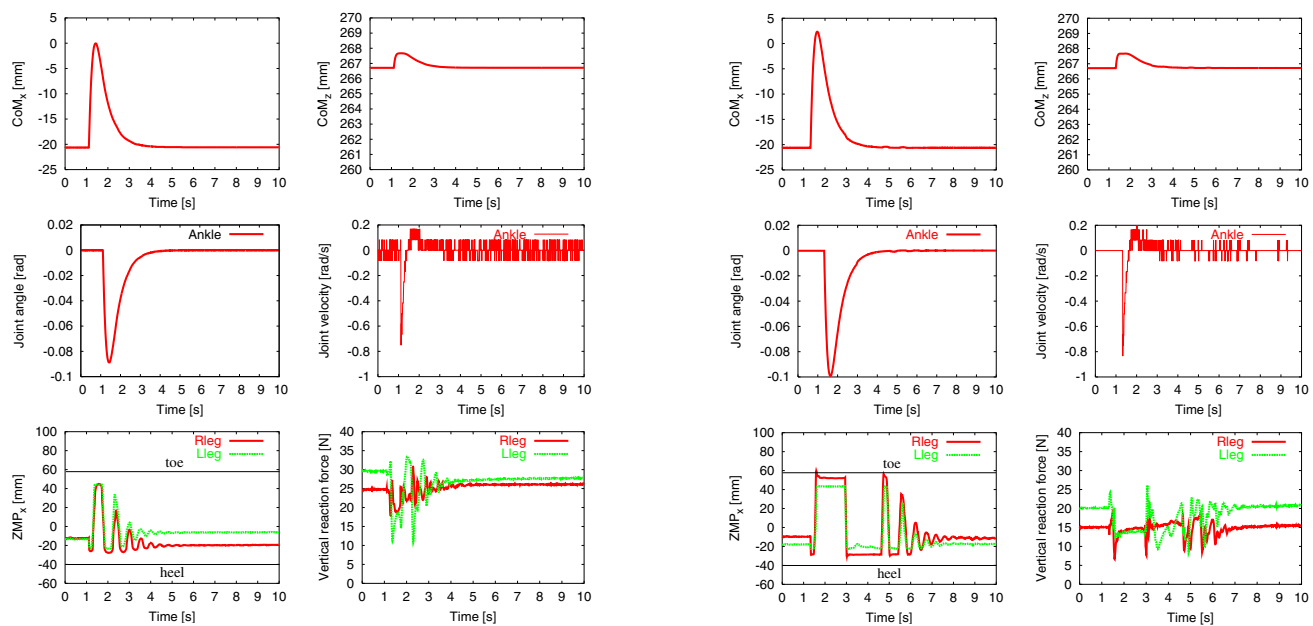 CoMx [mm]
5
0
-5
-10
-15
-20
-25
0 1 2 3 4 5 6 7 8 9 10
Time [s]
CoMz [mm]
270
269
268
267
266
265
264
263
262
261
260
0 1 2 3 4 5 6 7 8 9 10
Time [s]
CoMx [mm]
5
0
-5
-10
-15
-20
-25
0 1 2 3 4 5 6 7 8 9 10
Time [s]
CoMz [mm]
270
269
268
267
266
265
264
263
262
261
260
0 1 2 3 4 5 6 7 8 9 10
Time [s]
Joint angle [rad]
0.02
0
-0.02
-0.04
-0.06
-0.08
-0.1
Ankle
0 1 2 3 4 5 6 7 8 9 10
Time [s]
Joint velocity [rad/s]
0.2
0
-0.2
-0.4
-0.6
-0.8
-1
Ankle
0 1 2 3 4 5 6 7 8 9 10
Time [s]
Joint angle [rad]
0.02
0
-0.02
-0.04
-0.06
-0.08
-0.1
Ankle
0 1 2 3 4 5 6 7 8 9 10
Time [s]
Joint velocity [rad/s]
0.2
0
-0.2
-0.4
-0.6
-0.8
-1
Ankle
0 1 2 3 4 5 6 7 8 9 10
Time [s]
ZMPx [mm]
100
80
60
40
20
0
-20
-40
-60
Rleg
Lleg
toe
heel
0 1 2 3 4 5 6 7 8 9 10
Time [s]
Vertical reaction force [N]
40
35
30
25
20
15
10
5
0
Rleg
Lleg
0 1 2 3 4 5 6 7 8 9 10
Time [s]
ZMPx [mm]
100
80
60
40
20
0
-20
-40
-60
Rleg
Lleg
toe
heel
0 1 2 3 4 5 6 7 8 9 10
Time [s]
Vertical reaction force [N]
40
35
30
25
20
15
10
5
0
Rleg
Lleg
0 1 2 3 4 5 6 7 8 9 10
Time [s]